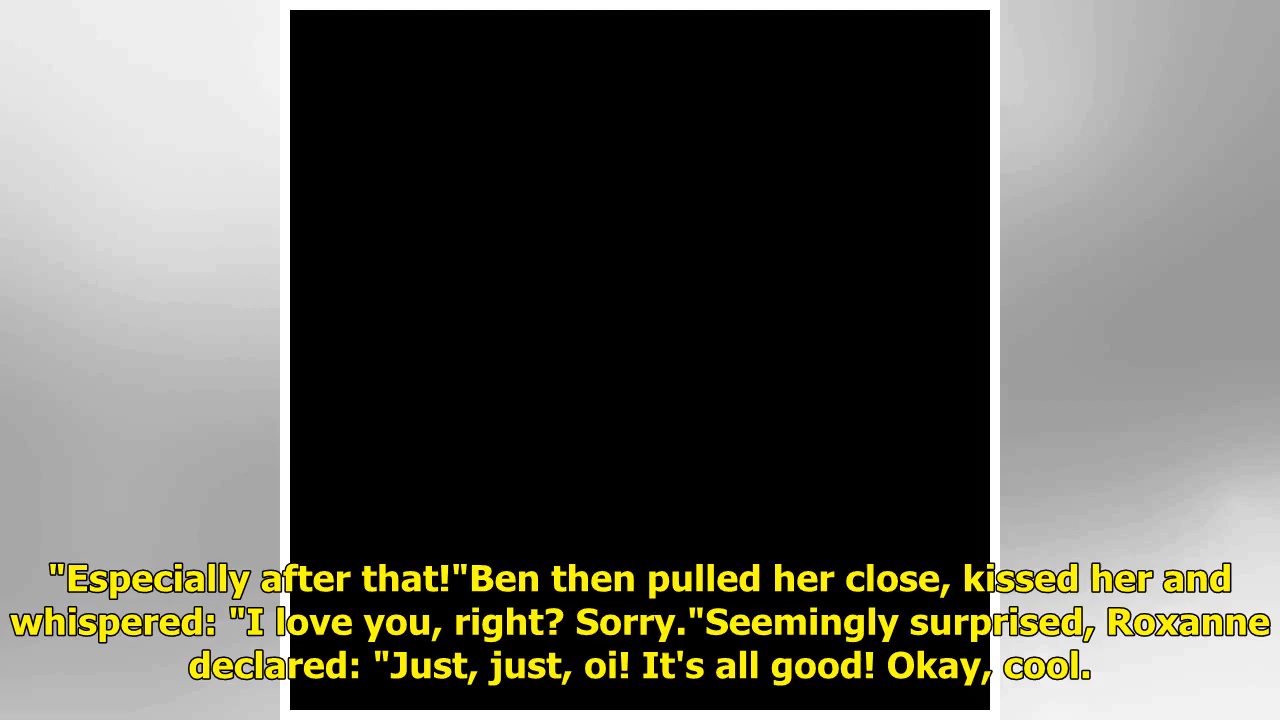 "Especially after that!"Ben then pulled her close, kissed her and
whispered: "I love you, right? Sorry."Seemingly surprised, Roxanne
declared: "Just, just, oi! It's all good! Okay, cool.